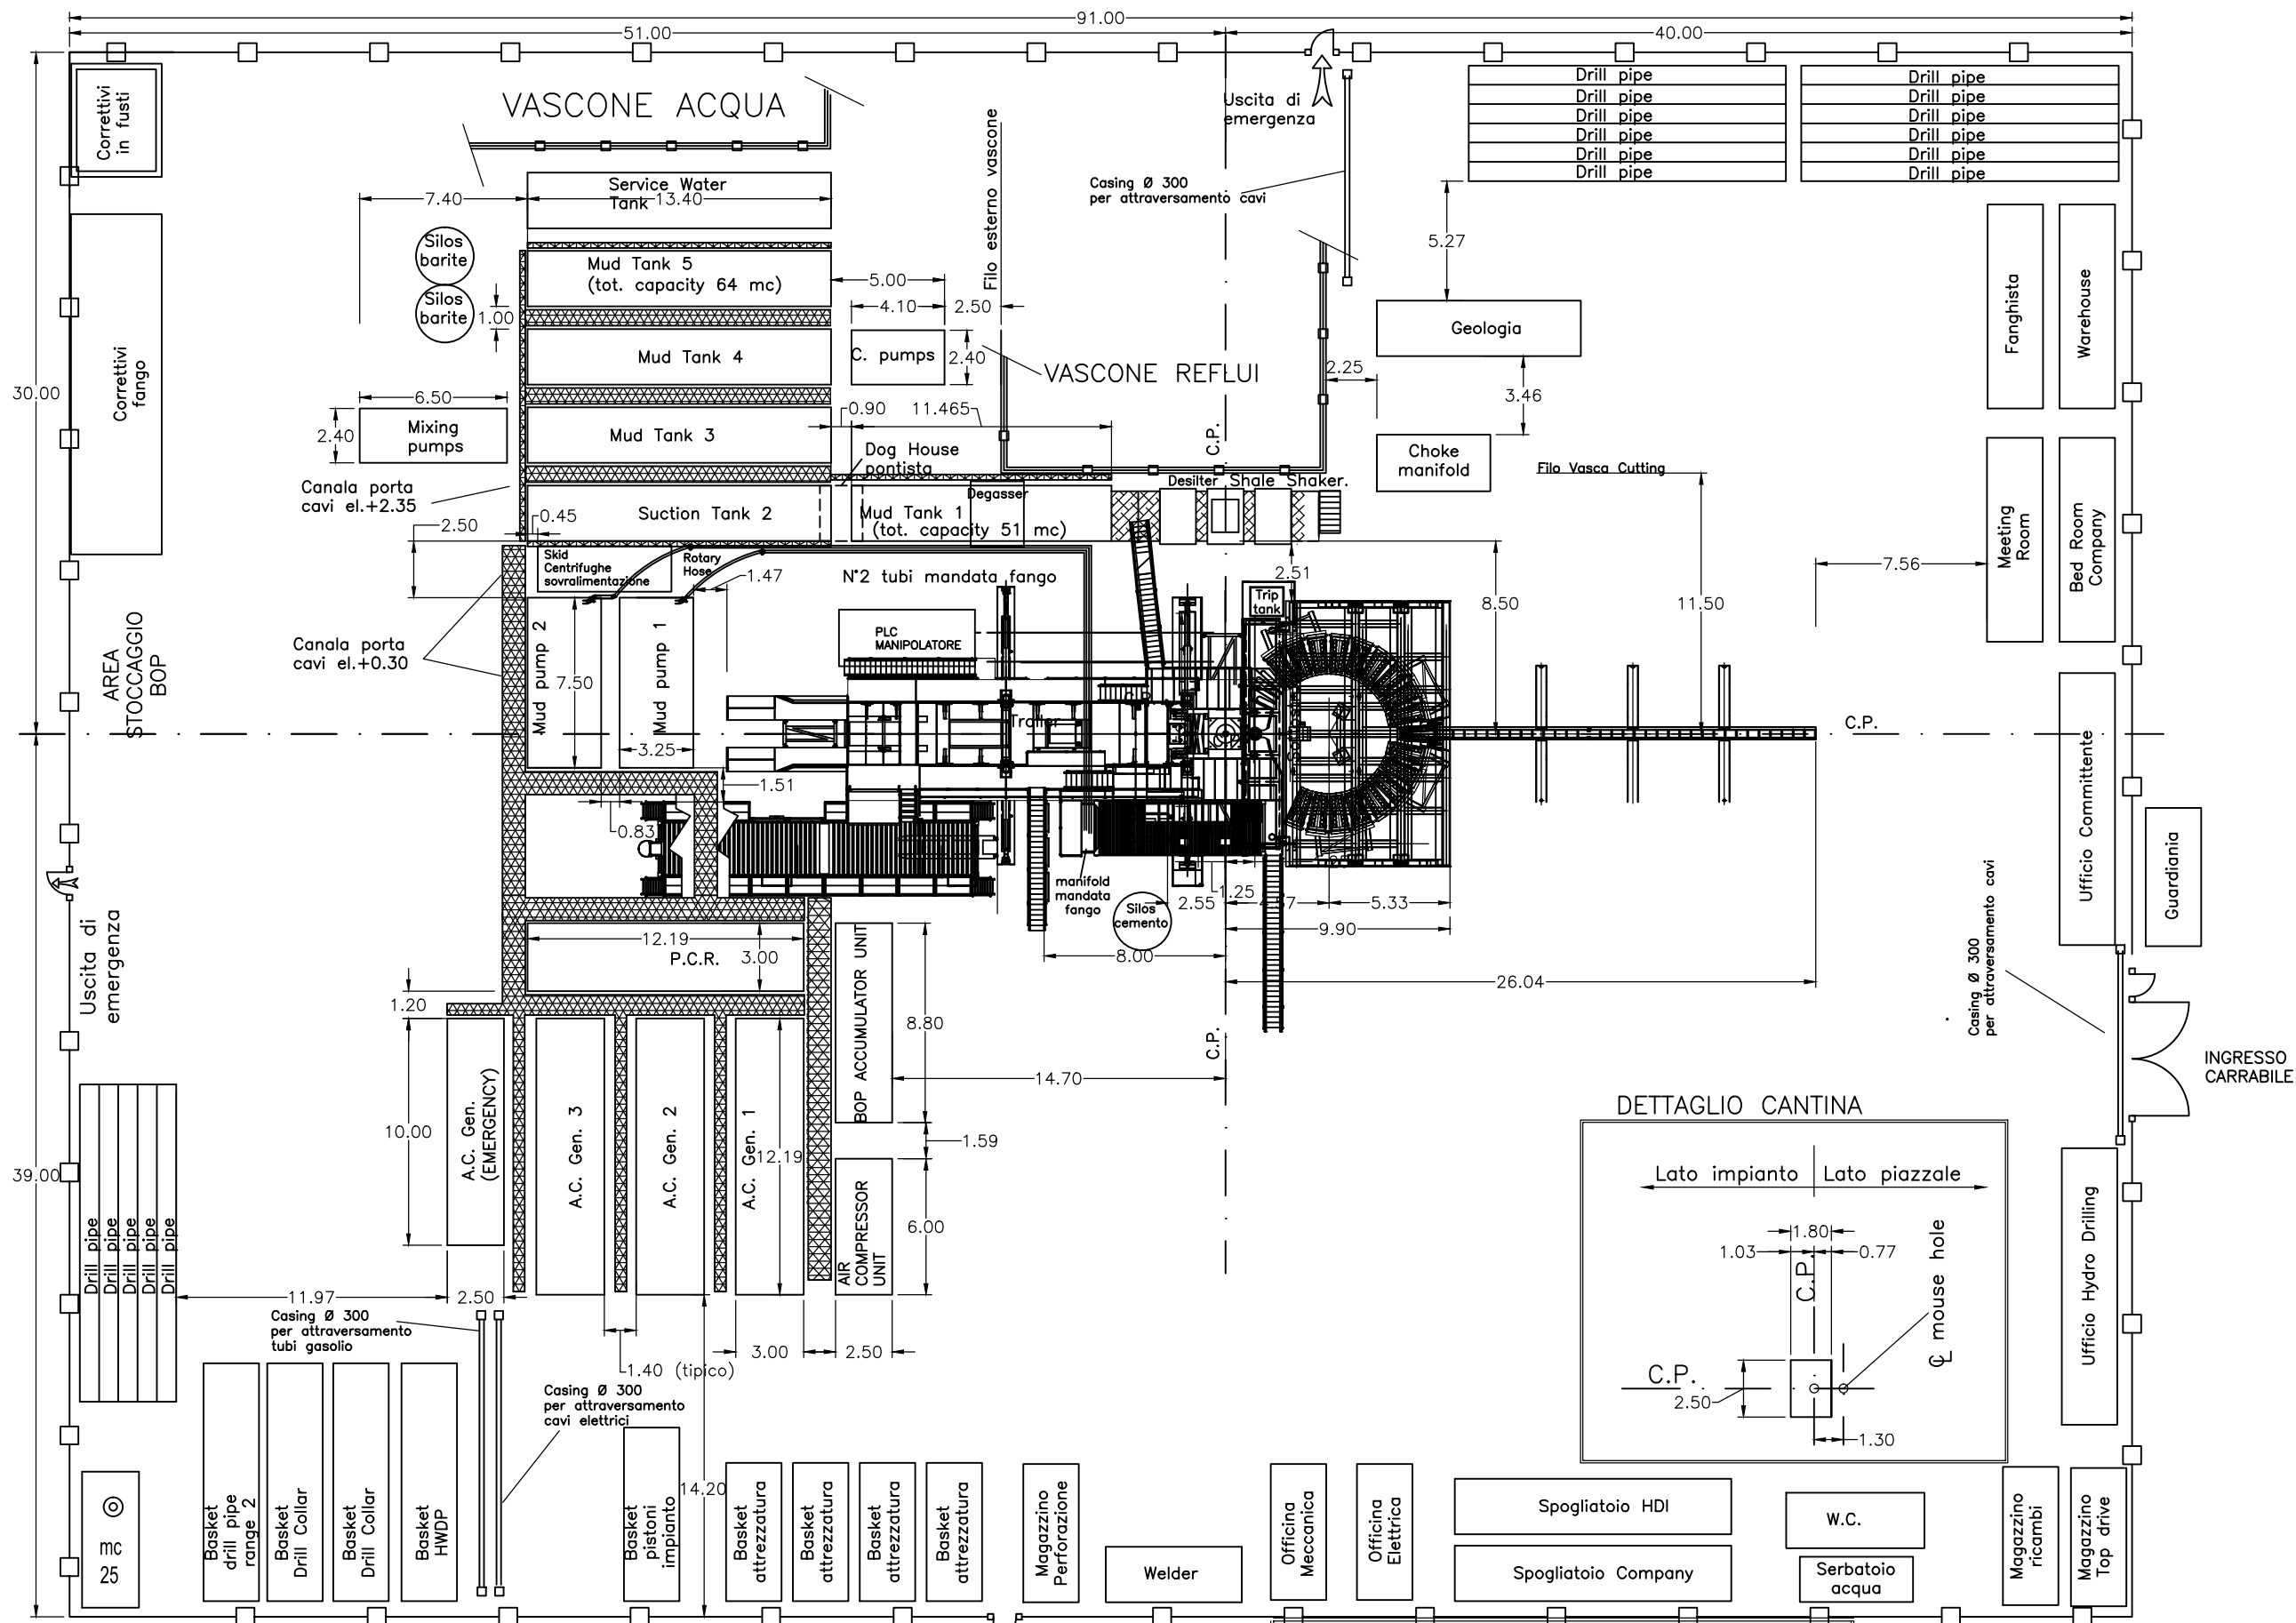 91.00
51.00
40.00
Correttivi
in fusti
VASCONE ACQUA
Uscita di
emergenza
Drill pipe
Drill pipe
Drill pipe
Drill pipe
Drill pipe
Drill pipe
Drill pipe
Drill pipe
Drill pipe
Drill pipe
Drill pipe
Drill pipe
Casing Ø 300
per attraversamento cavi
Filo esterno vascone
Service Water
Tank
7.40
13.40
Silos
barite
Silos
barite
1.00
Mud Tank 5
(tot. capacity 64 mc)
5.00
4.10
2.50
5.27
Geologia
Fanghista
Warehouse
Correttivi
fango
30.00
Mud Tank 4
C. pumps
2.40
VASCONE REFLUI
2.25
3.46
6.50
2.40
Mixing
pumps
Mud Tank 3
0.90
11.465
C.P.
Choke
manifold
Filo Vasca Cutting
Meeting
Room
Bed Room
Company
Dog House
pontista
Canala porta
cavi el.+2.35
Degasser
Desilter
Shale Shaker.
Suction Tank 2
Mud Tank 1
(tot. capacity 51 mc)
2.50
0.45
Skid
Centrifughe
sovralimentazione
Rotary
Hose
1.47
N°2 tubi mandata fango
2.51
7.56
8.50
11.50
Trip
tank
AREA
STOCCAGGIO
BOP
Canala porta
cavi el.+0.30
Mud pump 2
7.50
Mud pump 1
3.25
PLC
MANIPOLATORE
C.P.
Trailer
C.P.
1.51
0.83
Ufficio Committente
Guardiania
manifold
mandata
fango
Silos
cemento
2.55
1.25
4.57
5.33
9.90
8.00
26.04
Uscita di
emergenza
12.19
P.C.R.
3.00
1.20
BOP ACCUMULATOR UNIT
8.80
C.P.
14.70
Casing Ø 300
per attraversamento cavi
INGRESSO
CARRABILE
39.00
10.00
A.C. Gen.
(EMERGENCY)
A.C. Gen. 3
A.C. Gen. 2
A.C. Gen. 1
12.19
1.59
AIR
COMPRESSOR
UNIT
6.00
DETTAGLIO CANTINA
Lato impianto
Lato piazzale
1.80
1.03
0.77
C.P.
C.P.
2.50
1.30
℄ mouse hole
Ufficio Hydro Drilling
Drill pipe
Drill pipe
Drill pipe
Drill pipe
Drill pipe
11.97
2.50
Casing Ø 300
per attraversamento
tubi gasolio
1.40 (tipico)
3.00
2.50
Casing Ø 300
per attraversamento
cavi elettrici
14.20
mc
25
Basket
drill pipe
range 2
Basket
Drill Collar
Basket
Drill Collar
Basket
HWDP
Basket
pistoni
impianto
Basket
attrezzatura
Basket
attrezzatura
Basket
attrezzatura
Basket
attrezzatura
Magazzino
Perforazione
Welder
Officina
Meccanica
Officina
Elettrica
Spogliatoio HDI
Spogliatoio Company
W.C.
Serbatoio
acqua
Magazzino
ricambi
Magazzino
Top drive